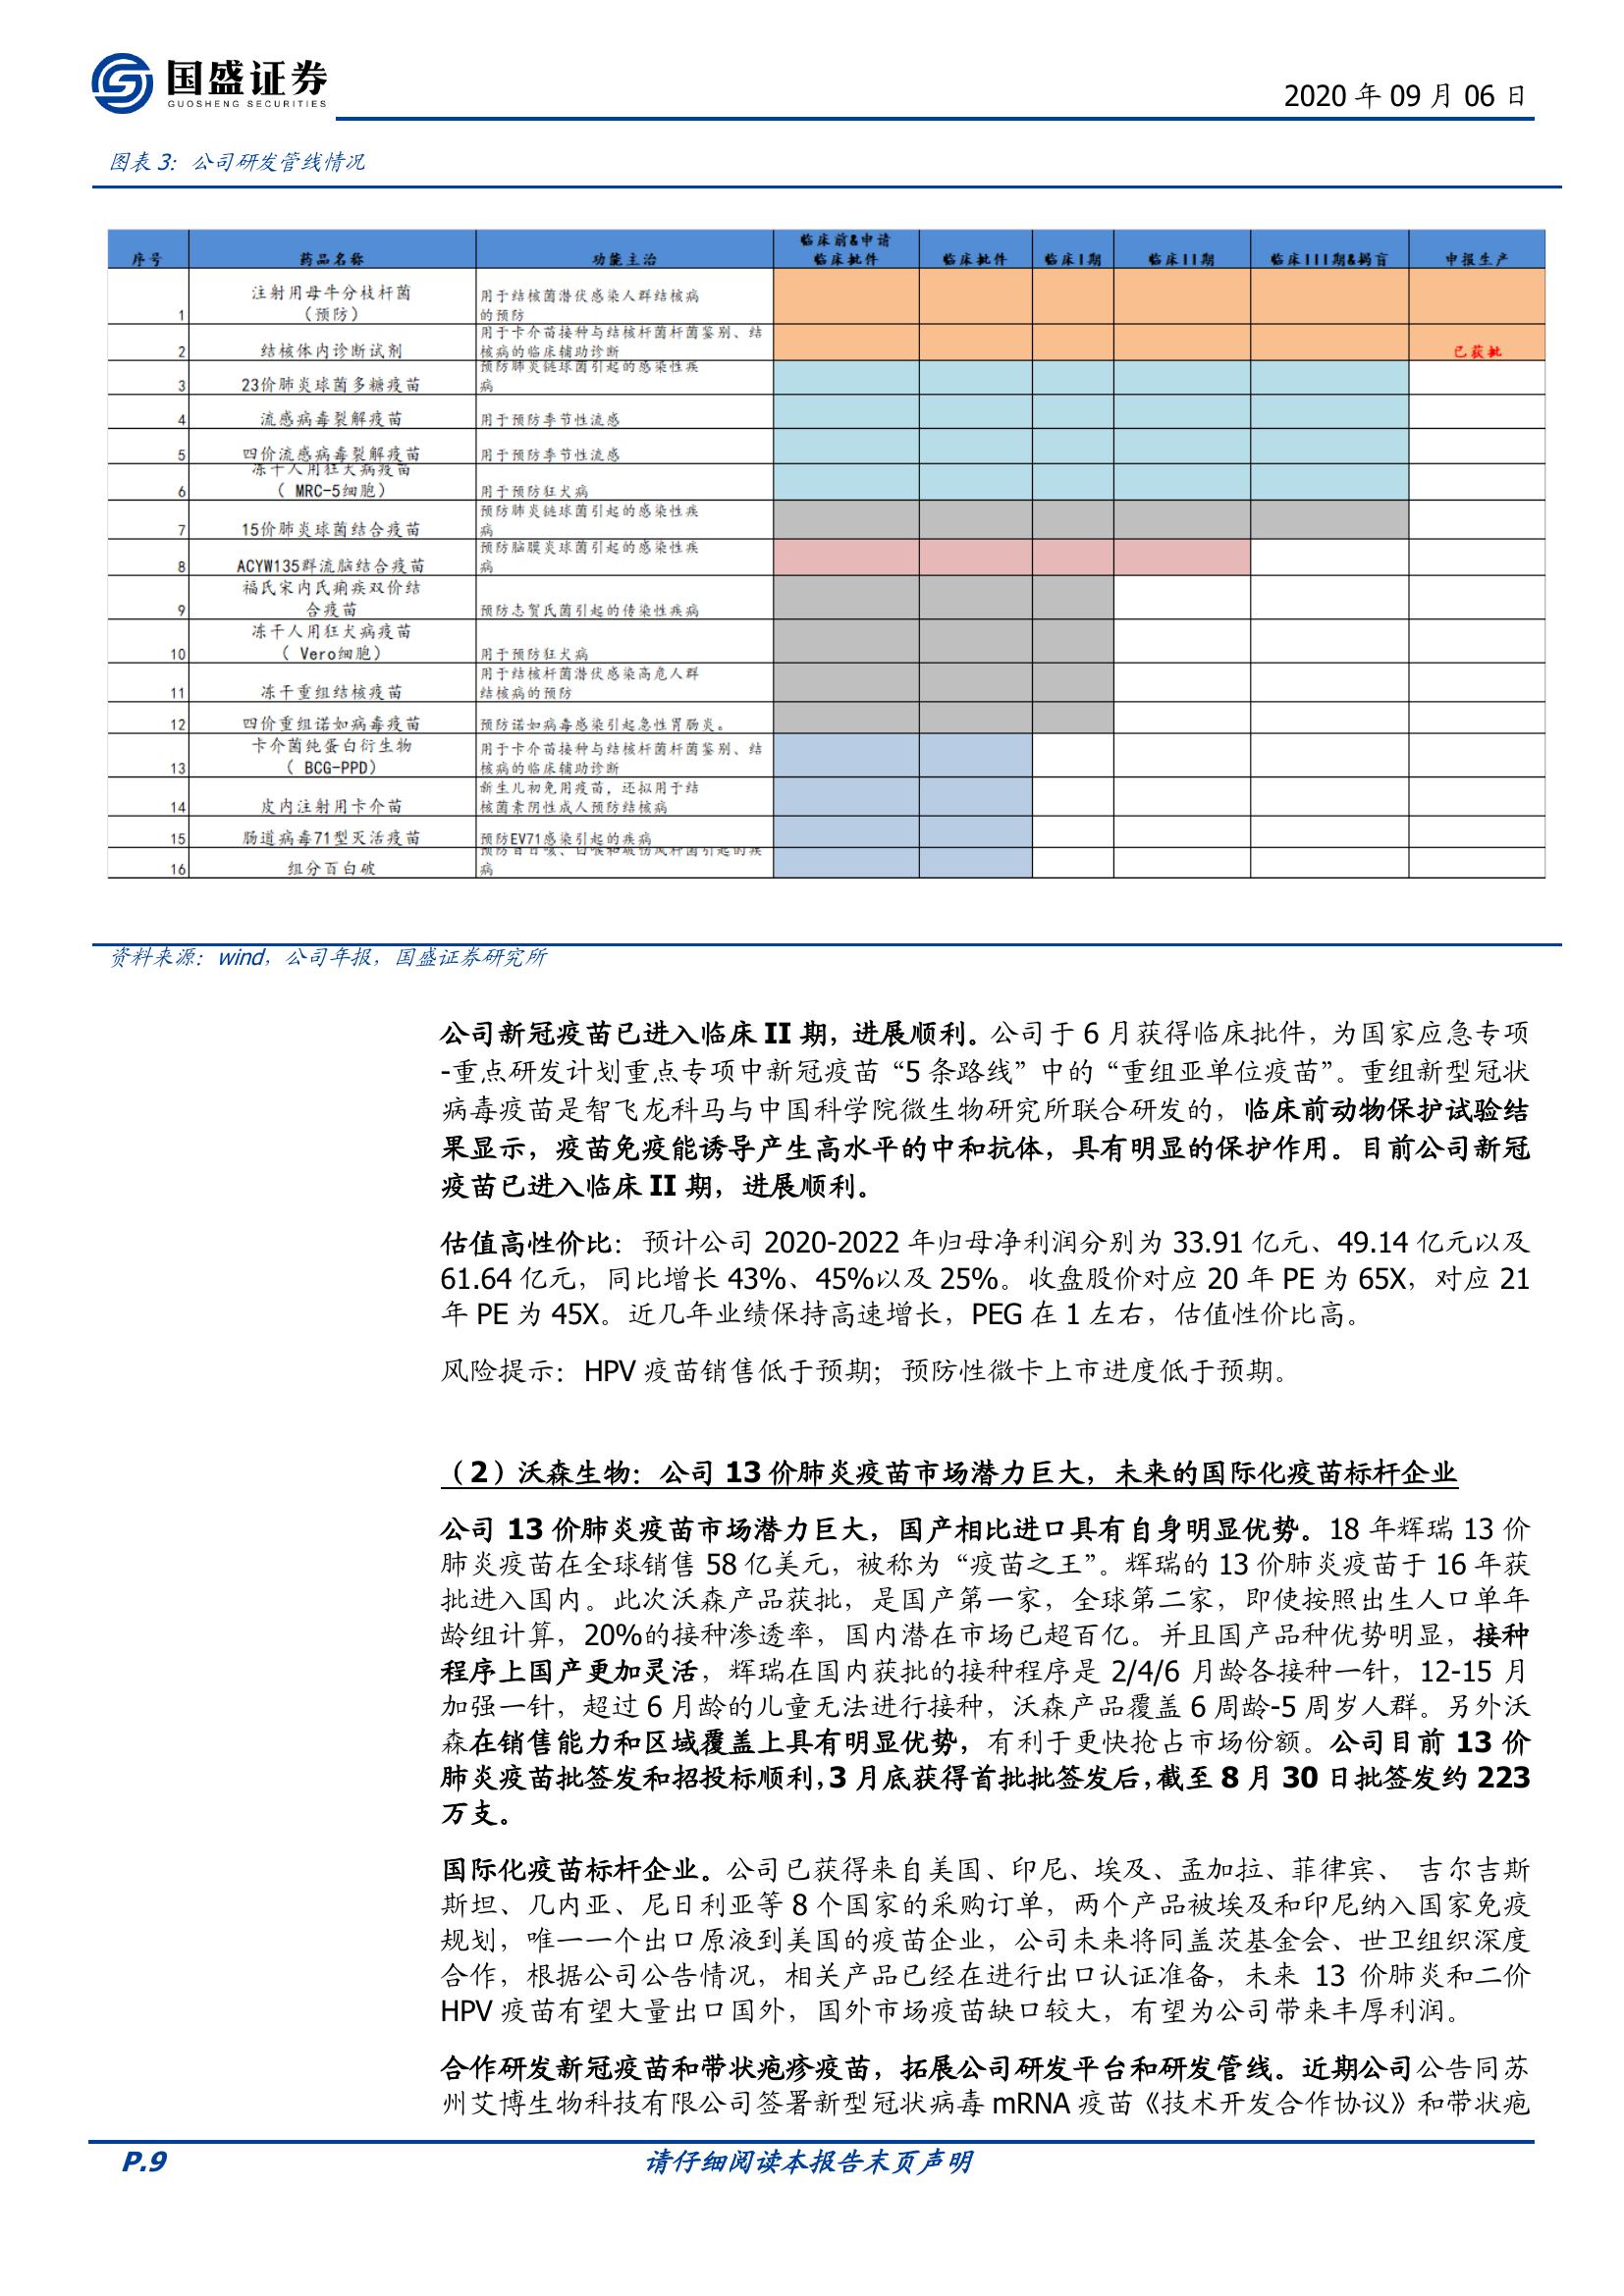 国盛证券
GUOSHENG SECURITIES
2020 年 09 月 06 日
图表 3：公司研发管线情况
序号 药品名称 功能主治 临床前&申请临床批件 临床批件 临床I期 临床II期 临床III期&揭盲 申报生产
1 注射用母牛分枝杆菌（预防） 用于结核菌潜伏感染人群结核病的预防
2 结核体内诊断试剂 用于卡介苗接种与结核杆菌杆菌鉴别、结核病的临床辅助诊断 已获批
3 23价肺炎球菌多糖疫苗 预防肺炎链球菌引起的感染性疾病
4 流感病毒裂解疫苗 用于预防季节性流感
5 四价流感病毒裂解疫苗 用于预防季节性流感
6 冻干人用狂犬病疫苗（ MRC-5细胞） 用于预防狂犬病
7 15价肺炎球菌结合疫苗 预防肺炎链球菌引起的感染性疾病
8 ACYW135群流脑结合疫苗 预防脑膜炎球菌引起的感染性疾病
9 福氏宋内氏痢疾双价结合疫苗 预防志贺氏菌引起的传染性疾病
10 冻干人用狂犬病疫苗（ Vero细胞） 用于预防狂犬病
11 冻干重组结核疫苗 用于结核杆菌潜伏感染高危人群结核病的预防
12 四价重组诺如病毒疫苗 预防诺如病毒感染引起急性胃肠炎。
13 卡介菌纯蛋白衍生物（ BCG-PPD） 用于卡介苗接种与结核杆菌杆菌鉴别、结核病的临床辅助诊断
14 皮内注射用卡介苗 新生儿初免用疫苗，还拟用于结核菌素阴性成人预防结核病
15 肠道病毒71型灭活疫苗 预防EV71感染引起的疾病
16 组分百白破 预防百日咳、白喉和破伤风杆菌引起的疾病
资料来源：wind，公司年报，国盛证券研究所
公司新冠疫苗已进入临床 II 期，进展顺利。公司于 6 月获得临床批件，为国家应急专项
-重点研发计划重点专项中新冠疫苗“5 条路线”中的“重组亚单位疫苗”。重组新型冠状
病毒疫苗是智飞龙科马与中国科学院微生物研究所联合研发的，临床前动物保护试验结
果显示，疫苗免疫能诱导产生高水平的中和抗体，具有明显的保护作用。目前公司新冠
疫苗已进入临床 II 期，进展顺利。
估值高性价比：预计公司 2020-2022 年归母净利润分别为 33.91 亿元、49.14 亿元以及
61.64 亿元，同比增长 43%、45%以及 25%。收盘股价对应 20 年 PE 为 65X，对应 21
年 PE 为 45X。近几年业绩保持高速增长，PEG 在 1 左右，估值性价比高。
风险提示：HPV 疫苗销售低于预期；预防性微卡上市进度低于预期。
（2）沃森生物：公司 13 价肺炎疫苗市场潜力巨大，未来的国际化疫苗标杆企业
公司 13 价肺炎疫苗市场潜力巨大，国产相比进口具有自身明显优势。18 年辉瑞 13 价
肺炎疫苗在全球销售 58 亿美元，被称为“疫苗之王”。辉瑞的 13 价肺炎疫苗于 16 年获
批进入国内。此次沃森产品获批，是国产第一家，全球第二家，即使按照出生人口单年
龄组计算，20%的接种渗透率，国内潜在市场已超百亿。并且国产品种优势明显，接种
程序上国产更加灵活，辉瑞在国内获批的接种程序是 2/4/6 月龄各接种一针，12-15 月
加强一针，超过 6 月龄的儿童无法进行接种，沃森产品覆盖 6 周龄-5 周岁人群。另外沃
森在销售能力和区域覆盖上具有明显优势，有利于更快抢占市场份额。公司目前 13 价
肺炎疫苗批签发和招投标顺利，3 月底获得首批批签发后，截至 8 月 30 日批签发约 223
万支。
国际化疫苗标杆企业。公司已获得来自美国、印尼、埃及、孟加拉、菲律宾、 吉尔吉斯
斯坦、几内亚、尼日利亚等 8 个国家的采购订单，两个产品被埃及和印尼纳入国家免疫
规划，唯一一个出口原液到美国的疫苗企业，公司未来将同盖茨基金会、世卫组织深度
合作，根据公司公告情况，相关产品已经在进行出口认证准备，未来 13 价肺炎和二价
HPV 疫苗有望大量出口国外，国外市场疫苗缺口较大，有望为公司带来丰厚利润。
合作研发新冠疫苗和带状疱疹疫苗，拓展公司研发平台和研发管线。近期公司公告同苏
州艾博生物科技有限公司签署新型冠状病毒 mRNA 疫苗《技术开发合作协议》和带状疱
P.9
请仔细阅读本报告末页声明